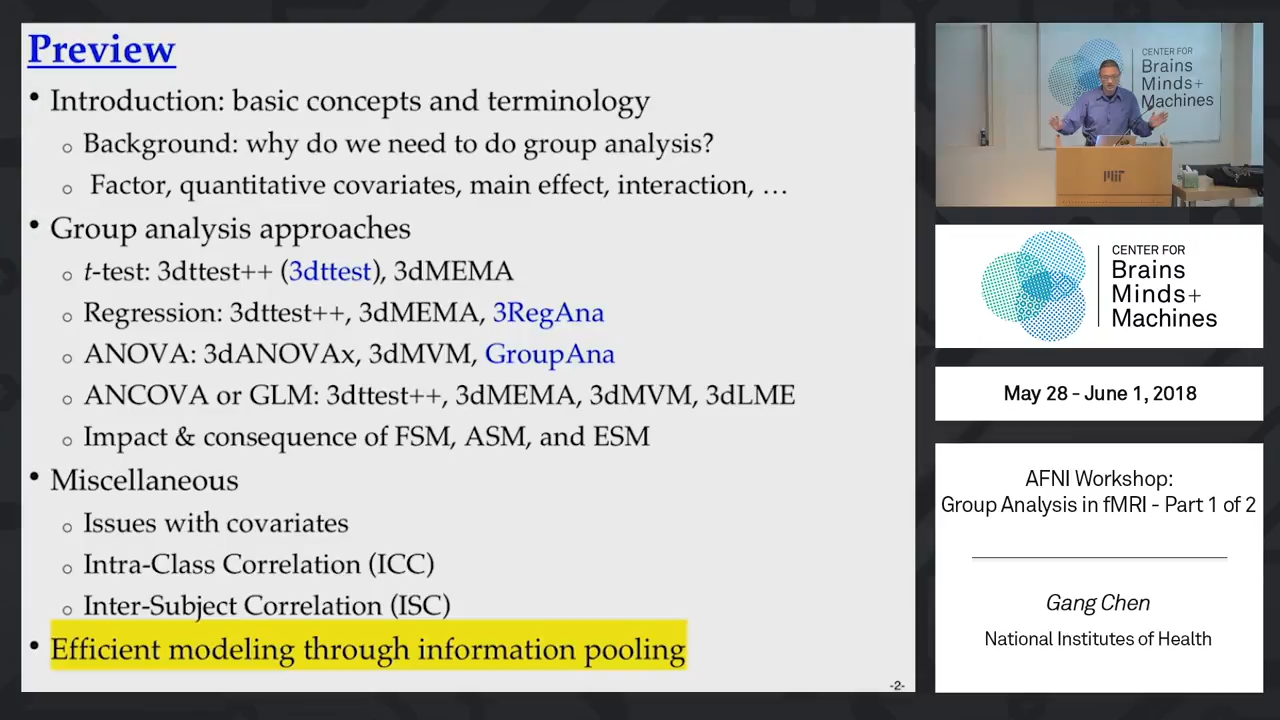 Preview
• Introduction: basic concepts and terminology
o Background: why do we need to do group analysis?
o Factor, quantitative covariates, main effect, interaction, …
• Group analysis approaches
o t-test: 3dttest++ (3dttest), 3dMEMA
o Regression: 3dttest++, 3dMEMA, 3RegAna
o ANOVA: 3dANOVAx, 3dMVM, GroupAna
o ANCOVA or GLM: 3dttest++, 3dMEMA, 3dMVM, 3dLME
o Impact & consequence of FSM, ASM, and ESM
• Miscellaneous
o Issues with covariates
o Intra-Class Correlation (ICC)
o Inter-Subject Correlation (ISC)
• Efficient modeling through information pooling
-2-
CENTER FOR
Brains
Minds+
Machines
MIT
CENTER FOR
Brains
Minds+
Machines
May 28 - June 1, 2018
AFNI Workshop:
Group Analysis in fMRI - Part 1 of 2
Gang Chen
National Institutes of Health